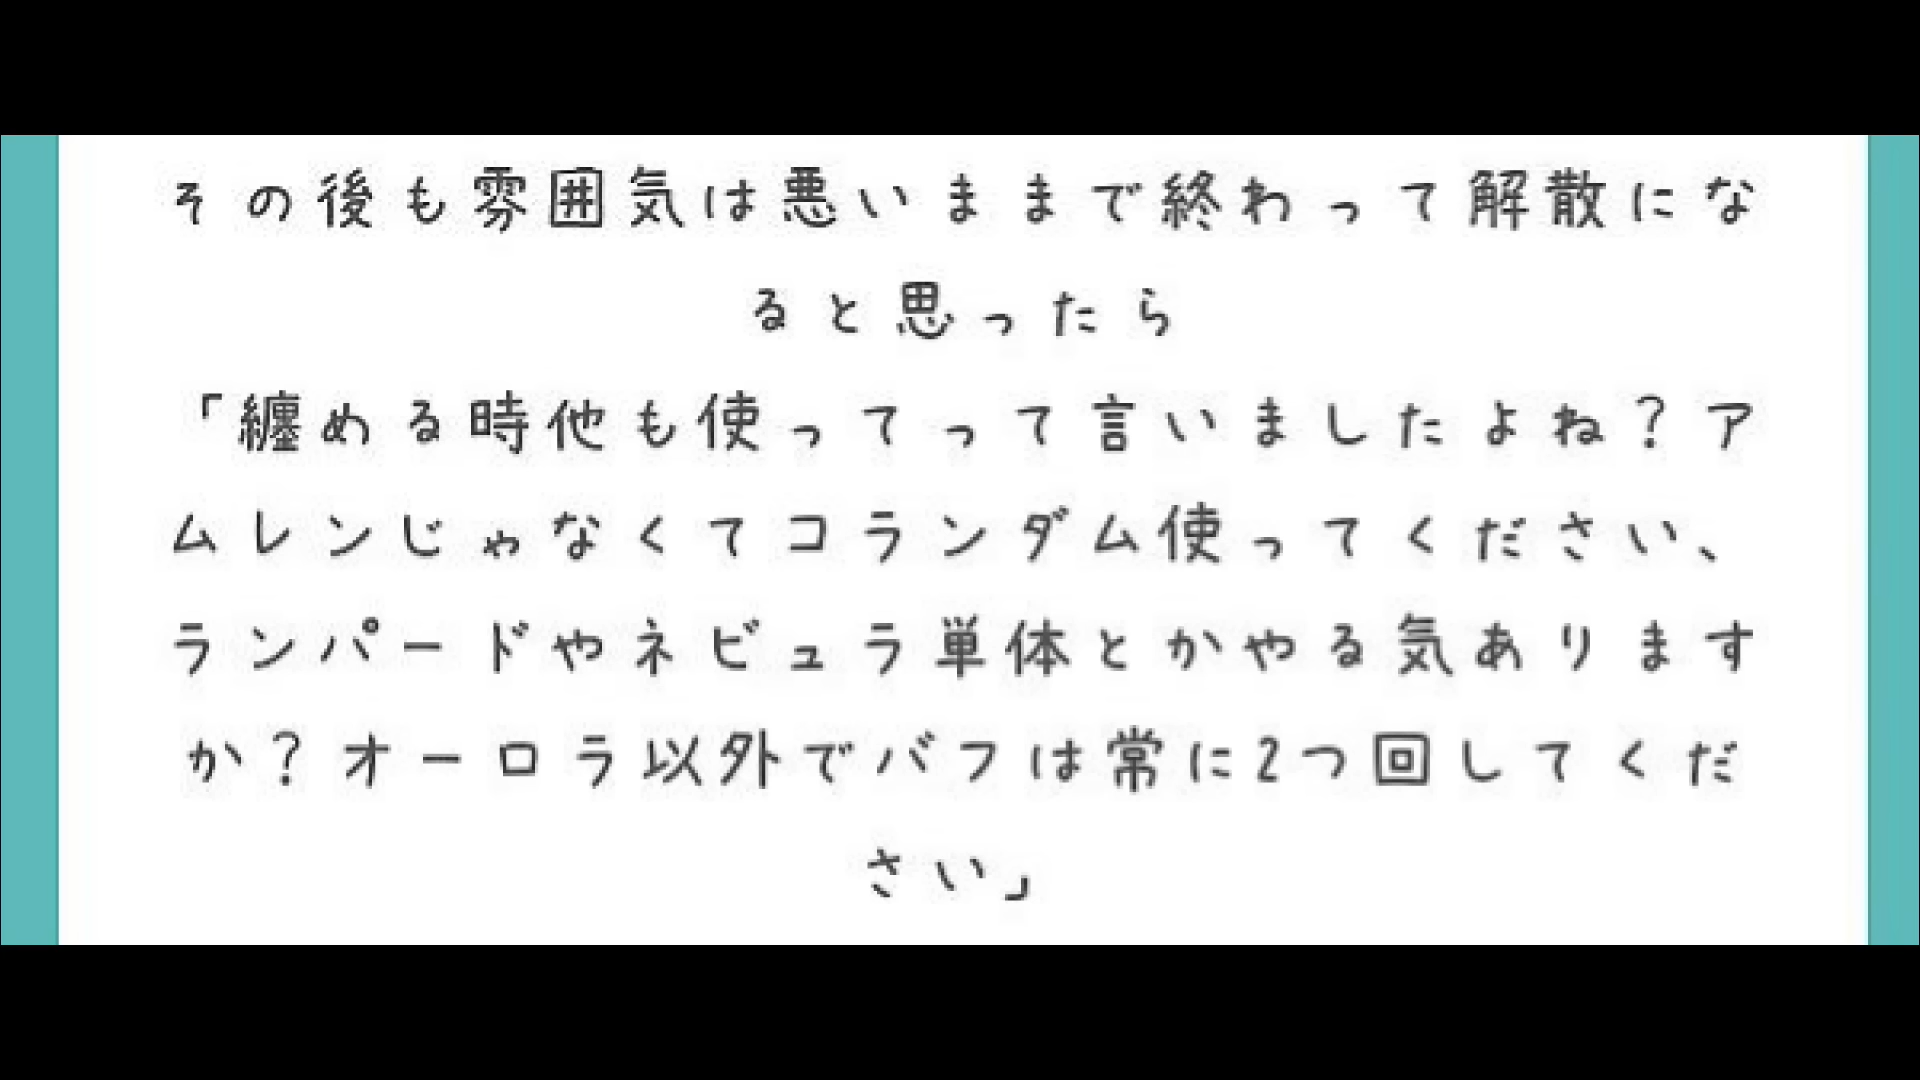 その後も雰囲気は悪いままで終わって解散にな
ると思ったら
「纏める時他も使ってって言いましたよね？ア
ムレンじゃなくてコランダム使ってください、
ランパードやネビュラ単体とかやる気あります
か？オーロラ以外でバフは常に2つ回してくだ
さい」